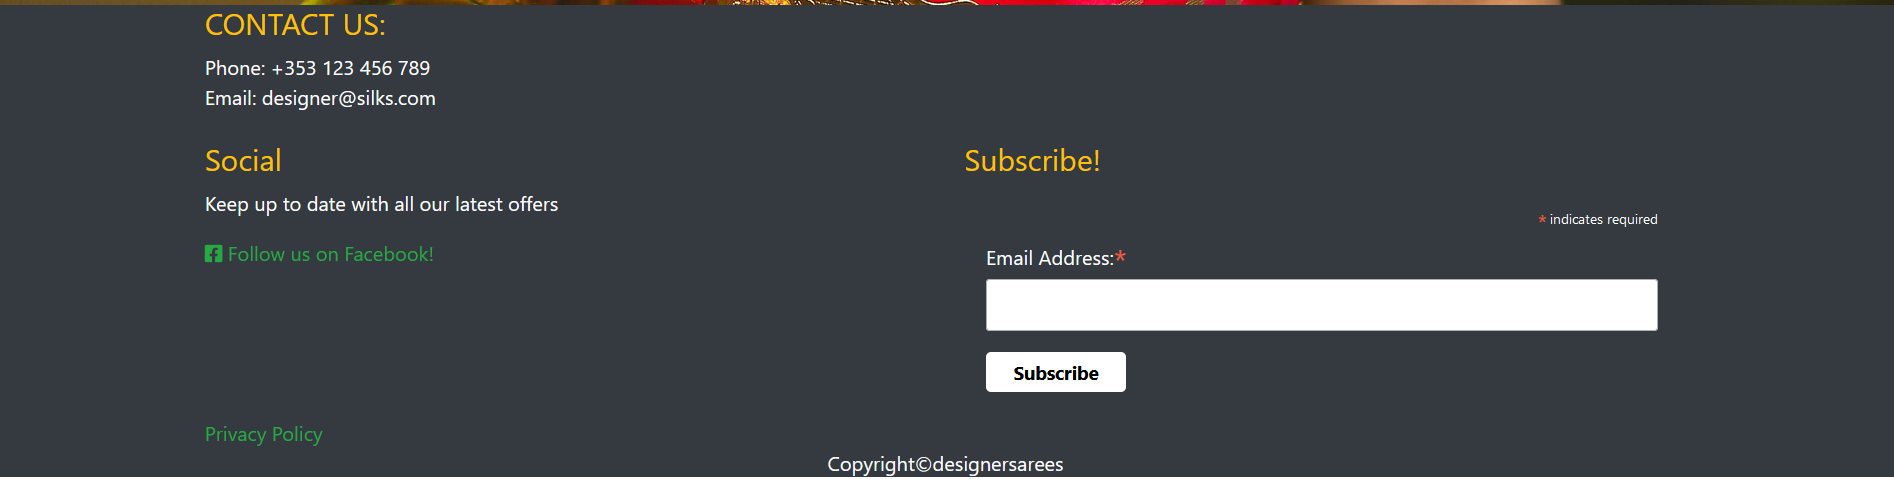 CONTACT US:
Phone: +353 123 456 789
Email: designer@silks.com
Social
Keep up to date with all our latest offers
Follow us on Facebook!
Subscribe!
* indicates required
Email Address:*
Subscribe
Privacy Policy
Copyright©designersarees